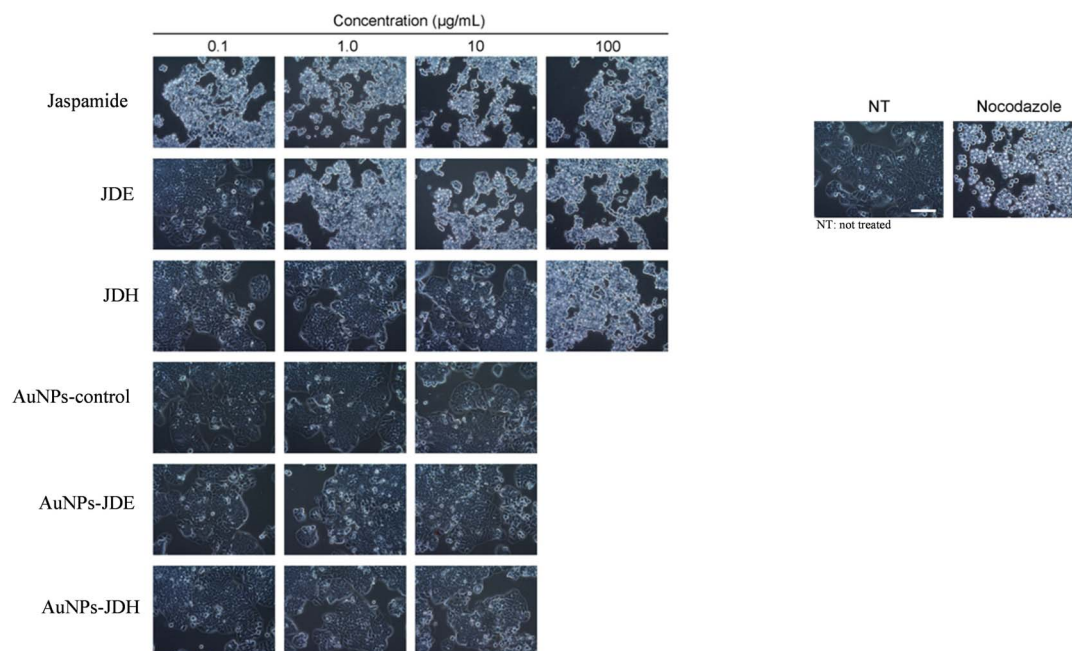 Concentration (µg/mL)
0.1 1.0 10 100
Jaspamide
NT Nocodazole
JDE
NT: not treated
JDH
AuNPs-control
AuNPs-JDE
AuNPs-JDH